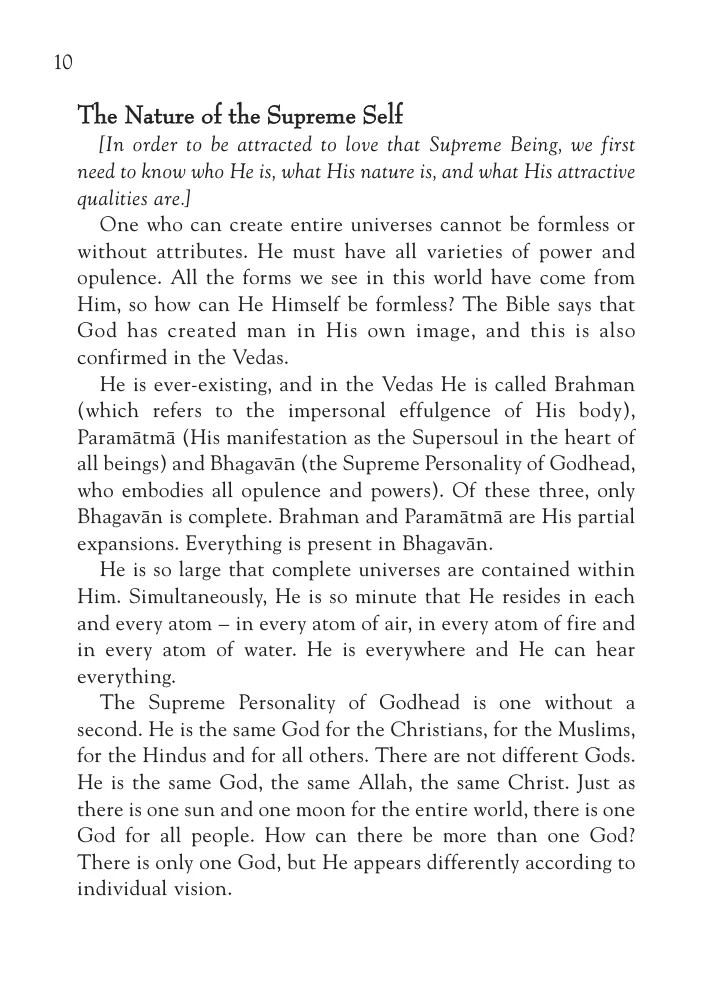 10
The Nature of the Supreme Self
[In order to be attracted to love that Supreme Being, we first
need to know who He is, what His nature is, and what His attractive
qualities are.]
One who can create entire universes cannot be formless or
without attributes. He must have all varieties of power and
opulence. All the forms we see in this world have come from
Him, so how can He Himself be formless? The Bible says that
God has created man in His own image, and this is also
confirmed in the Vedas.
He is ever-existing, and in the Vedas He is called Brahman
(which refers to the impersonal effulgence of His body),
Paramātmā (His manifestation as the Supersoul in the heart of
all beings) and Bhagavān (the Supreme Personality of Godhead,
who embodies all opulence and powers). Of these three, only
Bhagavān is complete. Brahman and Paramātmā are His partial
expansions. Everything is present in Bhagavān.
He is so large that complete universes are contained within
Him. Simultaneously, He is so minute that He resides in each
and every atom – in every atom of air, in every atom of fire and
in every atom of water. He is everywhere and He can hear
everything.
The Supreme Personality of Godhead is one without a
second. He is the same God for the Christians, for the Muslims,
for the Hindus and for all others. There are not different Gods.
He is the same God, the same Allah, the same Christ. Just as
there is one sun and one moon for the entire world, there is one
God for all people. How can there be more than one God?
There is only one God, but He appears differently according to
individual vision.